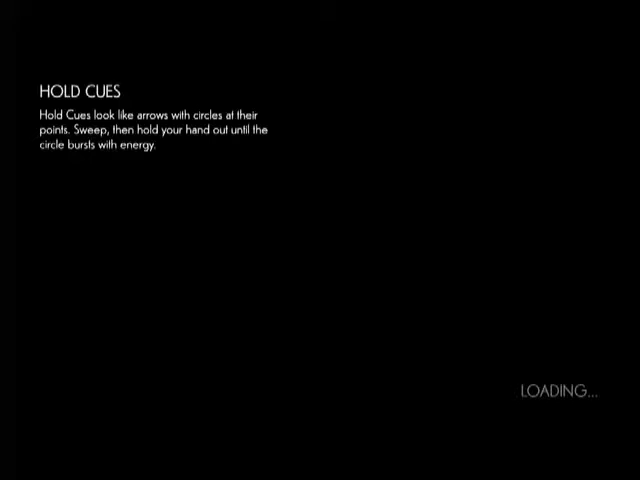 HOLD CUES
Hold Cues look like arrows with circles at their
points. Sweep, then hold your hand out until the
circle bursts with energy.
LOADING...